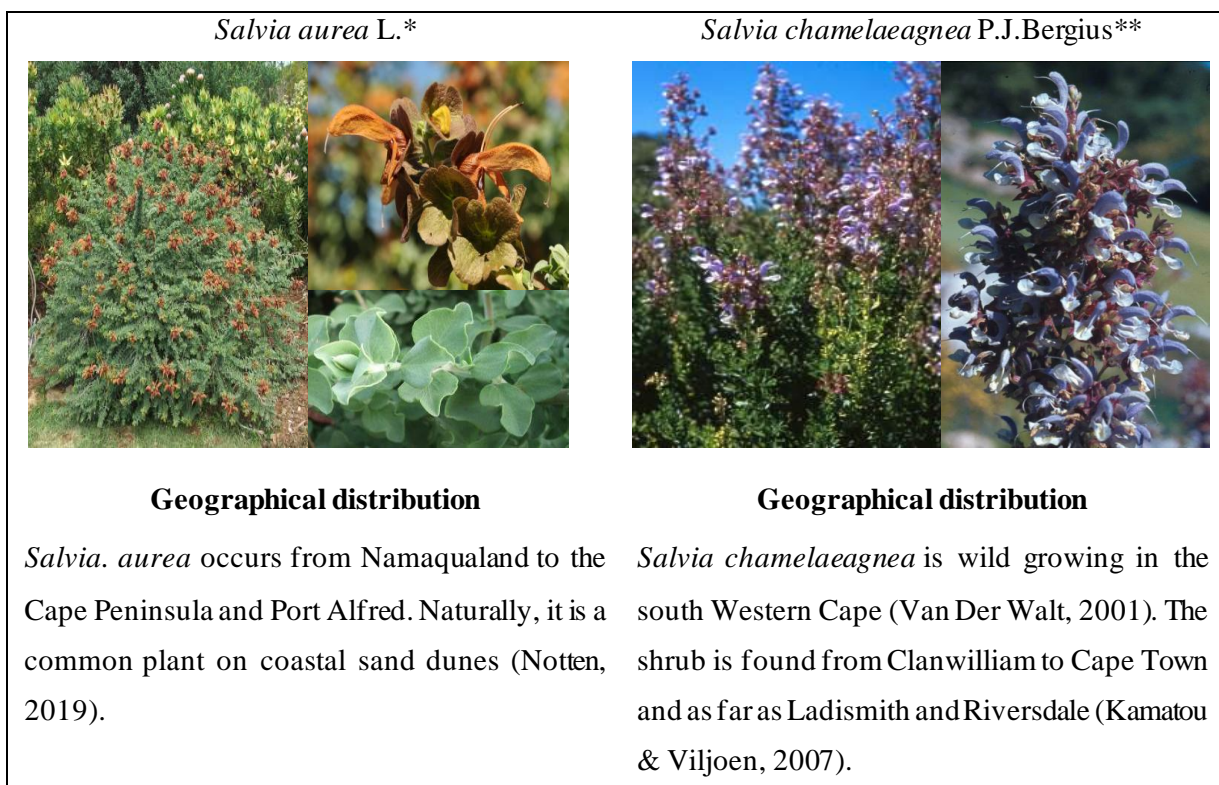 Salvia aurea L.*
Geographical distribution
Salvia. aurea occurs from Namaqualand to the
Cape Peninsula and Port Alfred. Naturally, it is a
common plant on coastal sand dunes (Notten,
2019).
Salvia chamelaeagnea P.J.Bergius**
Geographical distribution
Salvia chamelaeagnea is wild growing in the
south Western Cape (Van Der Walt, 2001). The
shrub is found from Clanwilliam to Cape Town
and as far as Ladismith and Riversdale (Kamatou
& Viljoen, 2007).